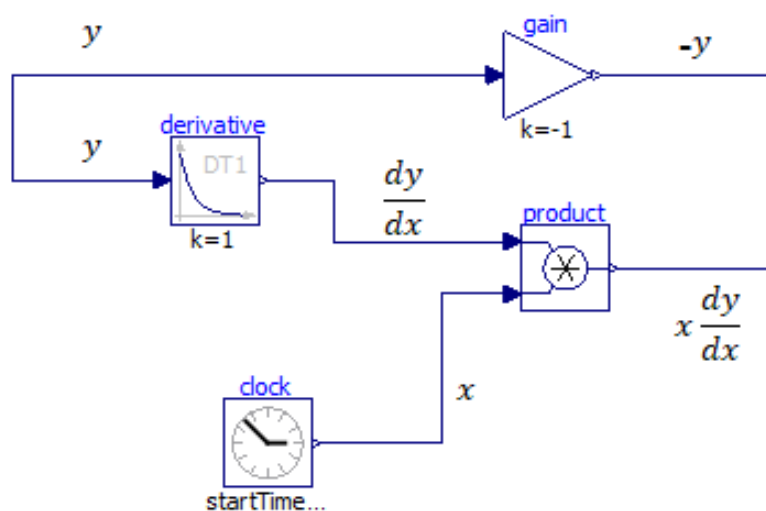 y
gain
-y
derivative
y
DT1
k=-1
dy
dx
k=1
product
x dy
dx
clock
x
startTime...